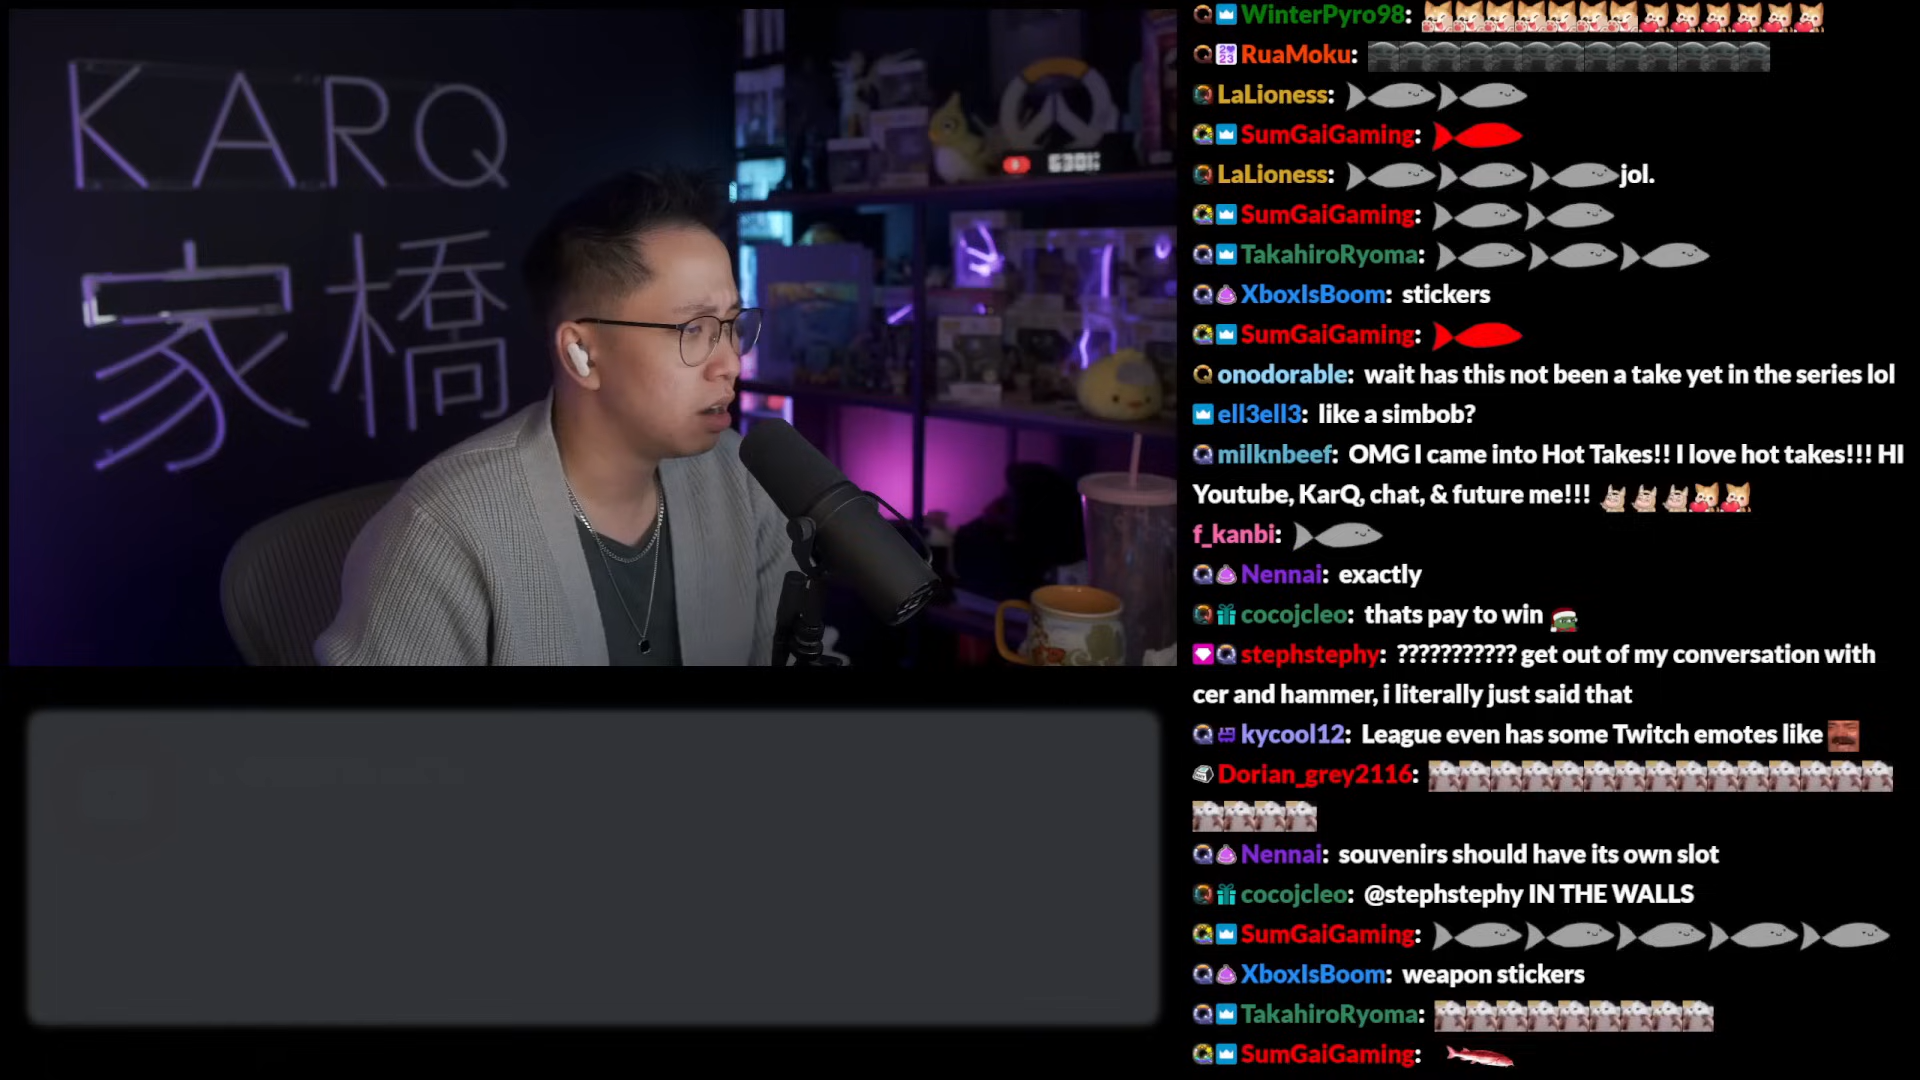 KARQ
家橋
WinterPyro98:
RuaMoku:
LaLioness:
SumGaiGaming:
LaLioness: jol.
SumGaiGaming:
TakahiroRyoma:
XboxIsBoom: stickers
SumGaiGaming:
onodorable: wait has this not been a take yet in the series lol
ell3ell3: like a simbob?
milknbeef: OMG I came into Hot Takes!! I love hot takes!!! HI
Youtube, KarQ, chat, & future me!!!
f_kanbi:
Nennai: exactly
cocojcleo: thats pay to win
stephstephy: ??????????? get out of my conversation with
cer and hammer, i literally just said that
kycool12: League even has some Twitch emotes like
Dorian_grey2116:
Nennai: souvenirs should have its own slot
cocojcleo: @stephstephy IN THE WALLS
SumGaiGaming:
XboxIsBoom: weapon stickers
TakahiroRyoma:
SumGaiGaming: